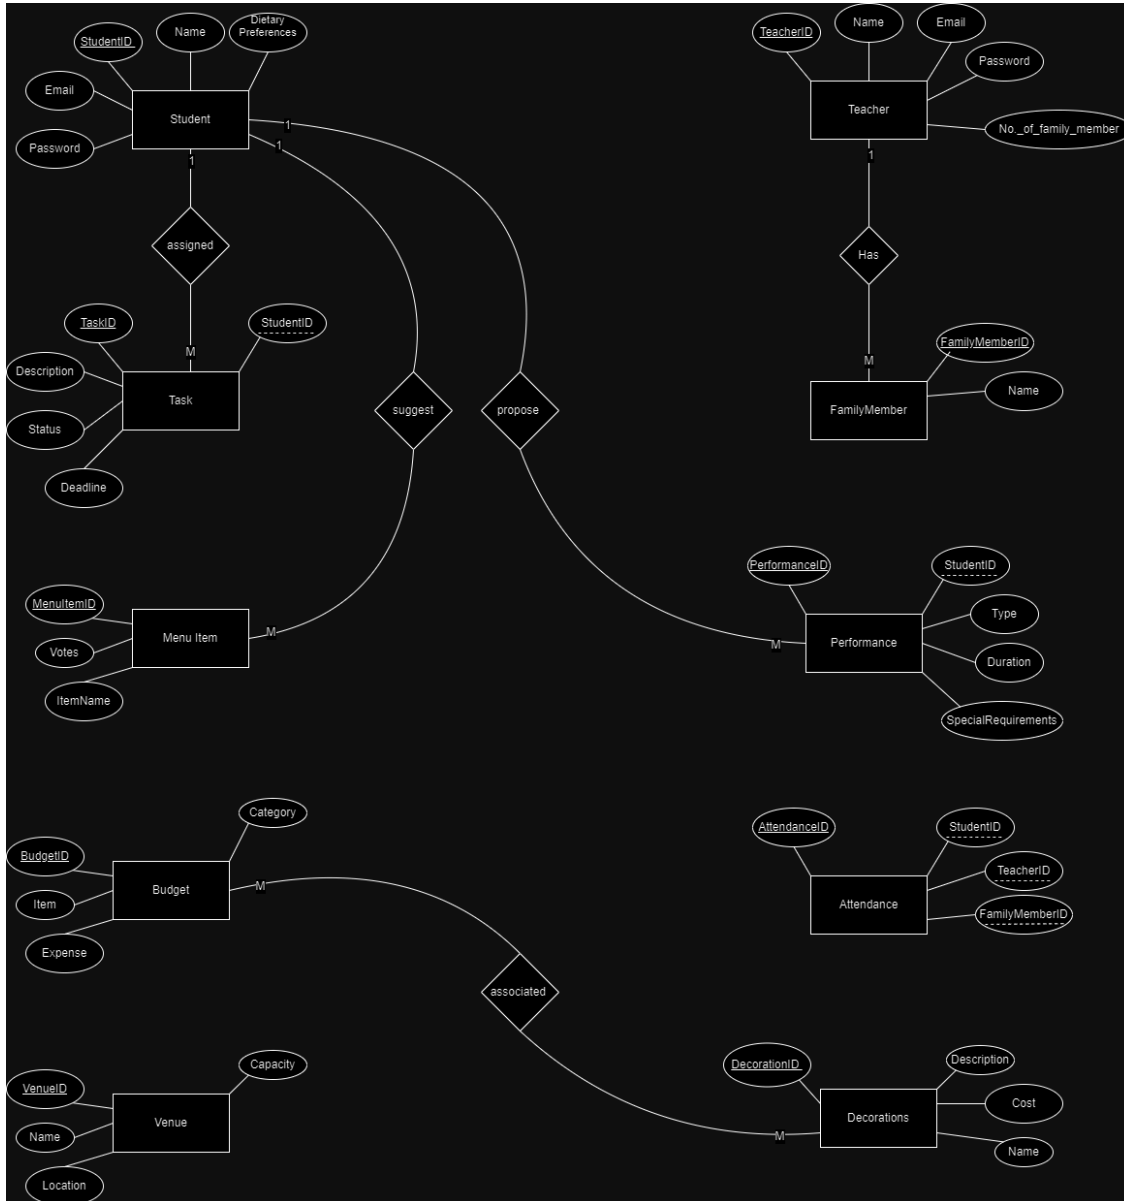 Dietary
Preferences
StudentID
Name
Email
Password
Student
1
1
1
assigned
M
TaskID
StudentID
Description
Status
Deadline
Task
suggest
propose
TeacherID
Name
Email
Password
No._of_family_member
Teacher
1
Has
M
FamilyMemberID
Name
FamilyMember
MenuItemID
Votes
ItemName
Menu Item
M
PerformanceID
StudentID
Type
Duration
SpecialRequirements
Performance
M
Category
BudgetID
Item
Expense
Budget
M
AttendanceID
StudentID
TeacherID
FamilyMemberID
Attendance
associated
Capacity
VenueID
Name
Location
Venue
DecorationID
Description
Cost
Name
Decorations
M